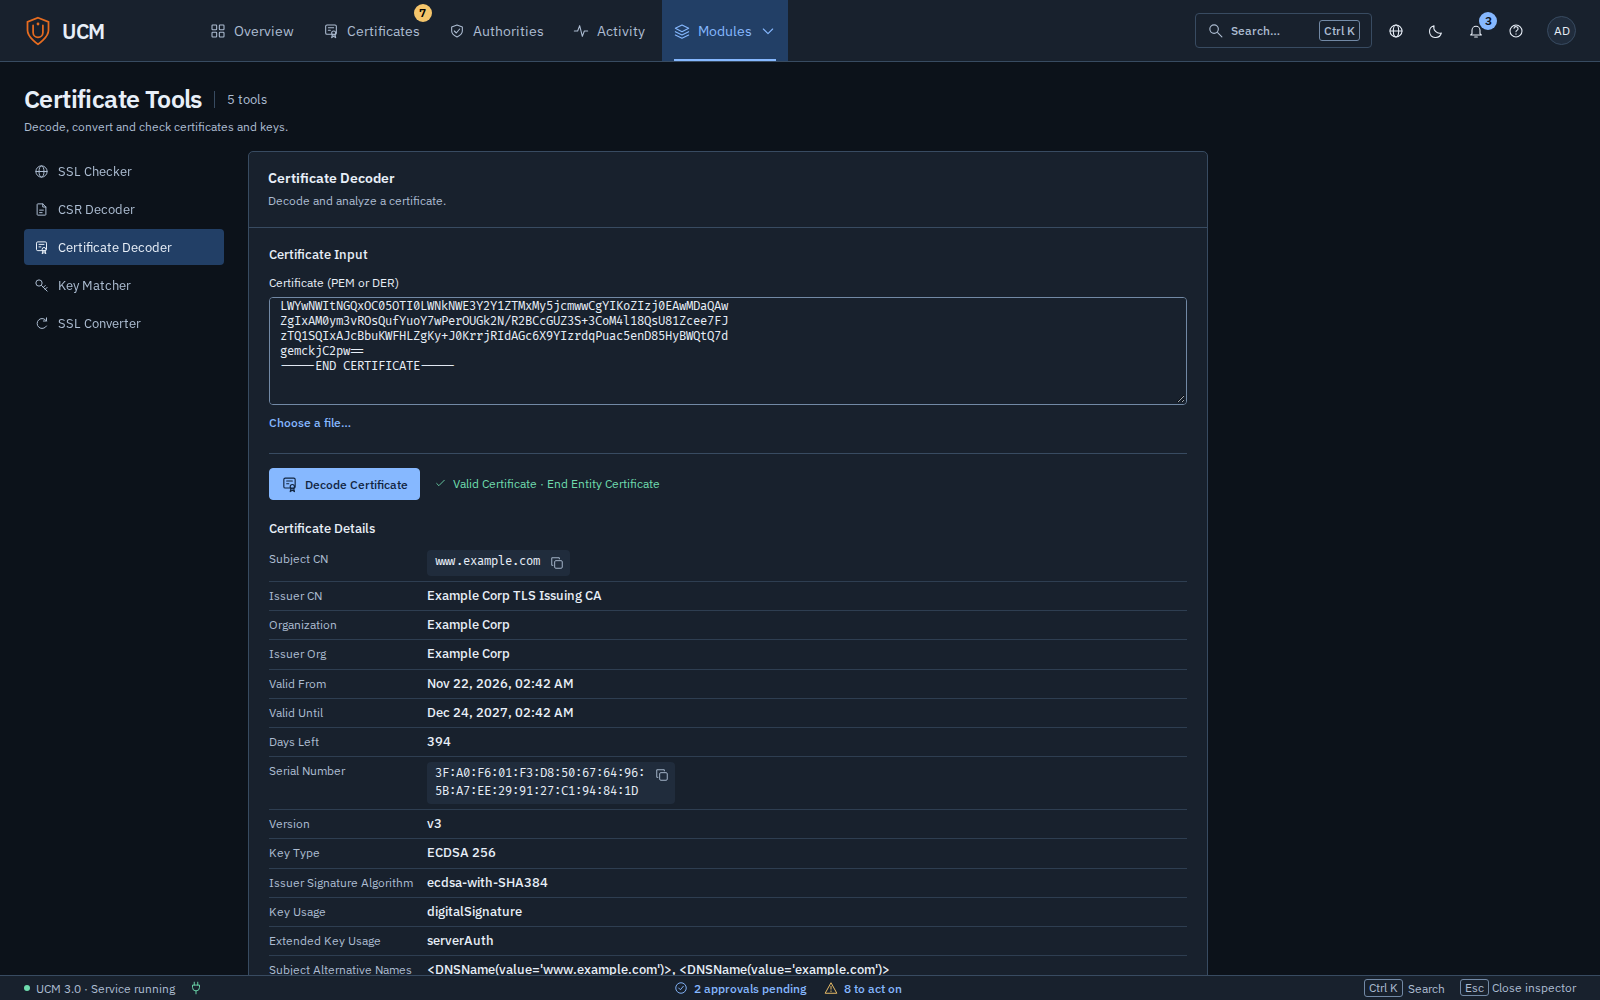 UCM
Overview
Certificates
7
Authorities
Activity
Modules
Search...
Ctrl K
3
AD
Certificate Tools
5 tools
Decode, convert and check certificates and keys.
SSL Checker
CSR Decoder
Certificate Decoder
Key Matcher
SSL Converter
Certificate Decoder
Decode and analyze a certificate.
Certificate Input
Certificate (PEM or DER)
LWYwNWItNGQxOC05OTI0LWNkNWE3Y2Y1ZTMxMy5jcmwwCgYIKoZIzj0EAwMDaQAw
ZgIxAM0ym3vROsQufYuoY7wPerOUGk2N/R2BCcGUZ3S+3CoM4l18QsU81Zcee7FJ
zTQ1SQIxAJcBbuKWFHLZgKy+J0KrrjRIdAGc6X9YIzrdqPuac5enD85HyBWQtQ7d
gemckjC2pw==
-----END CERTIFICATE-----
Choose a file...
Decode Certificate
Valid Certificate · End Entity Certificate
Certificate Details
Subject CN www.example.com
Issuer CN Example Corp TLS Issuing CA
Organization Example Corp
Issuer Org Example Corp
Valid From Nov 22, 2026, 02:42 AM
Valid Until Dec 24, 2027, 02:42 AM
Days Left 394
Serial Number 3F:A0:F6:01:F3:D8:50:67:64:96:
5B:A7:EE:29:91:27:C1:94:84:1D
Version v3
Key Type ECDSA 256
Issuer Signature Algorithm ecdsa-with-SHA384
Key Usage digitalSignature
Extended Key Usage serverAuth
Subject Alternative Names <DNSName(value='www.example.com')>, <DNSName(value='example.com')>
UCM 3.0 · Service running
2 approvals pending
8 to act on
Ctrl K Search
Esc Close inspector